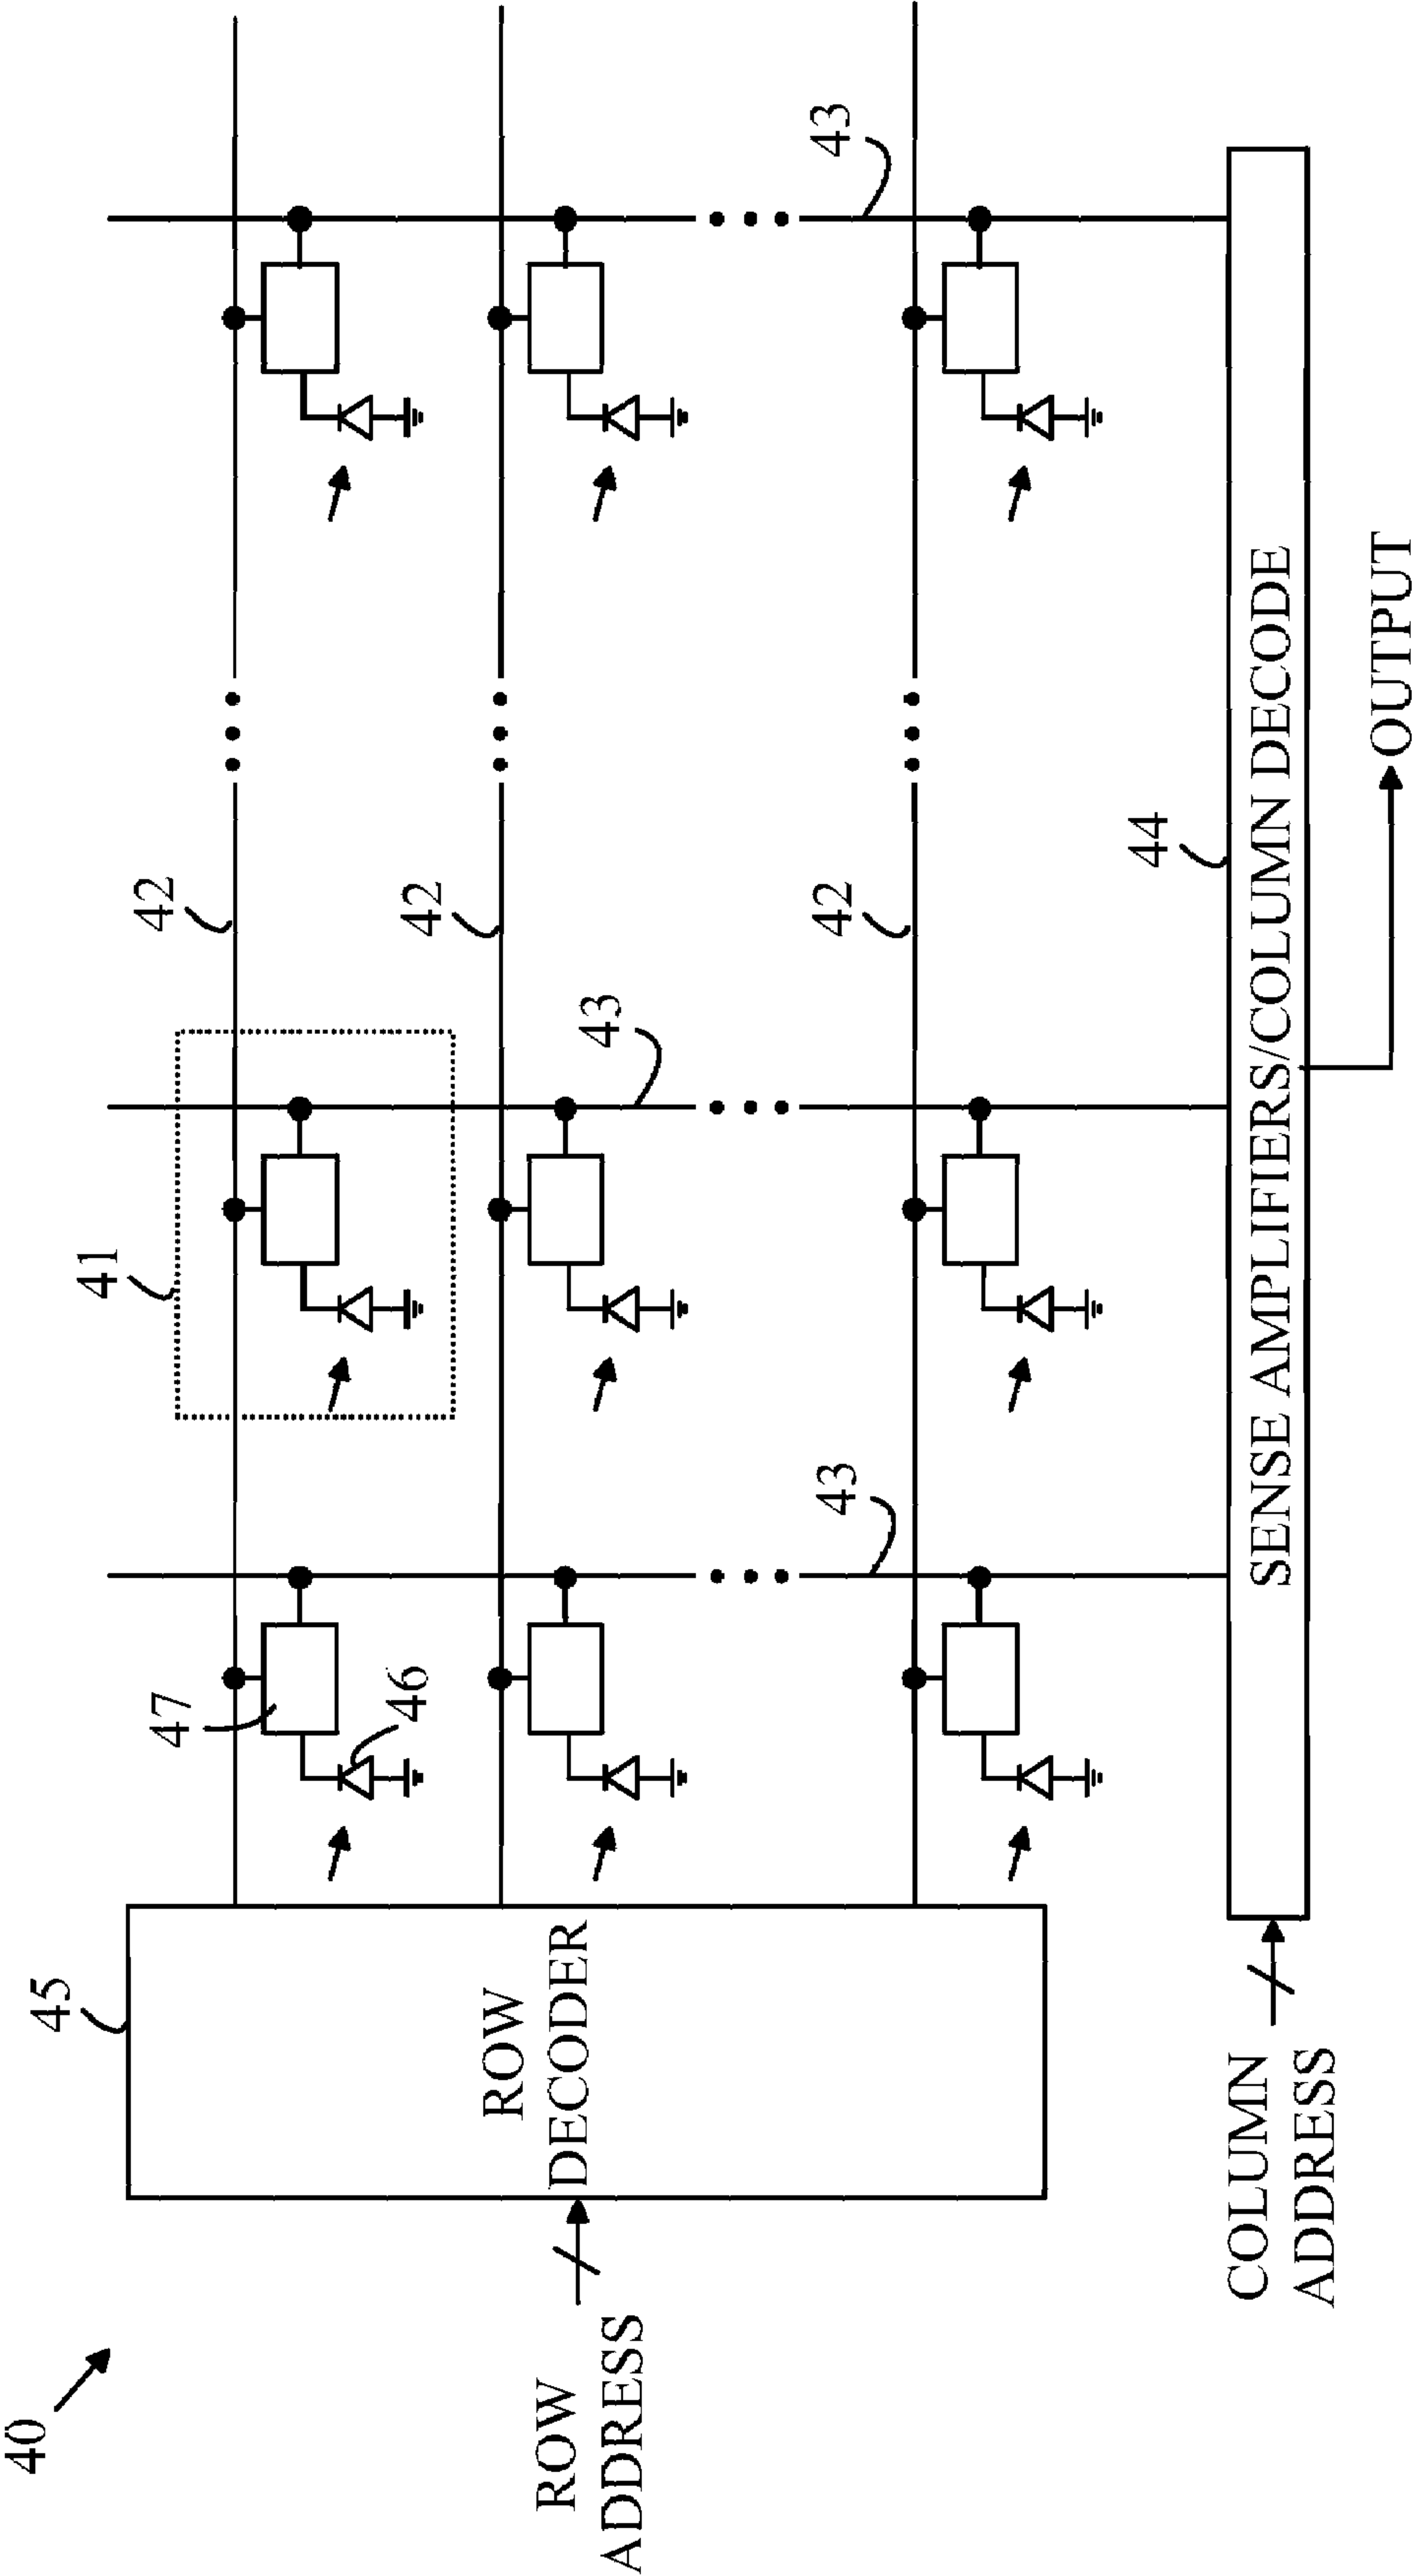 40
45
41
42
42
42
43
43
43
44
47
46
ROW
DECODER
ROW
ADDRESS
COLUMN
ADDRESS
SENSE AMPLIFIERS/COLUMN DECODE
OUTPUT